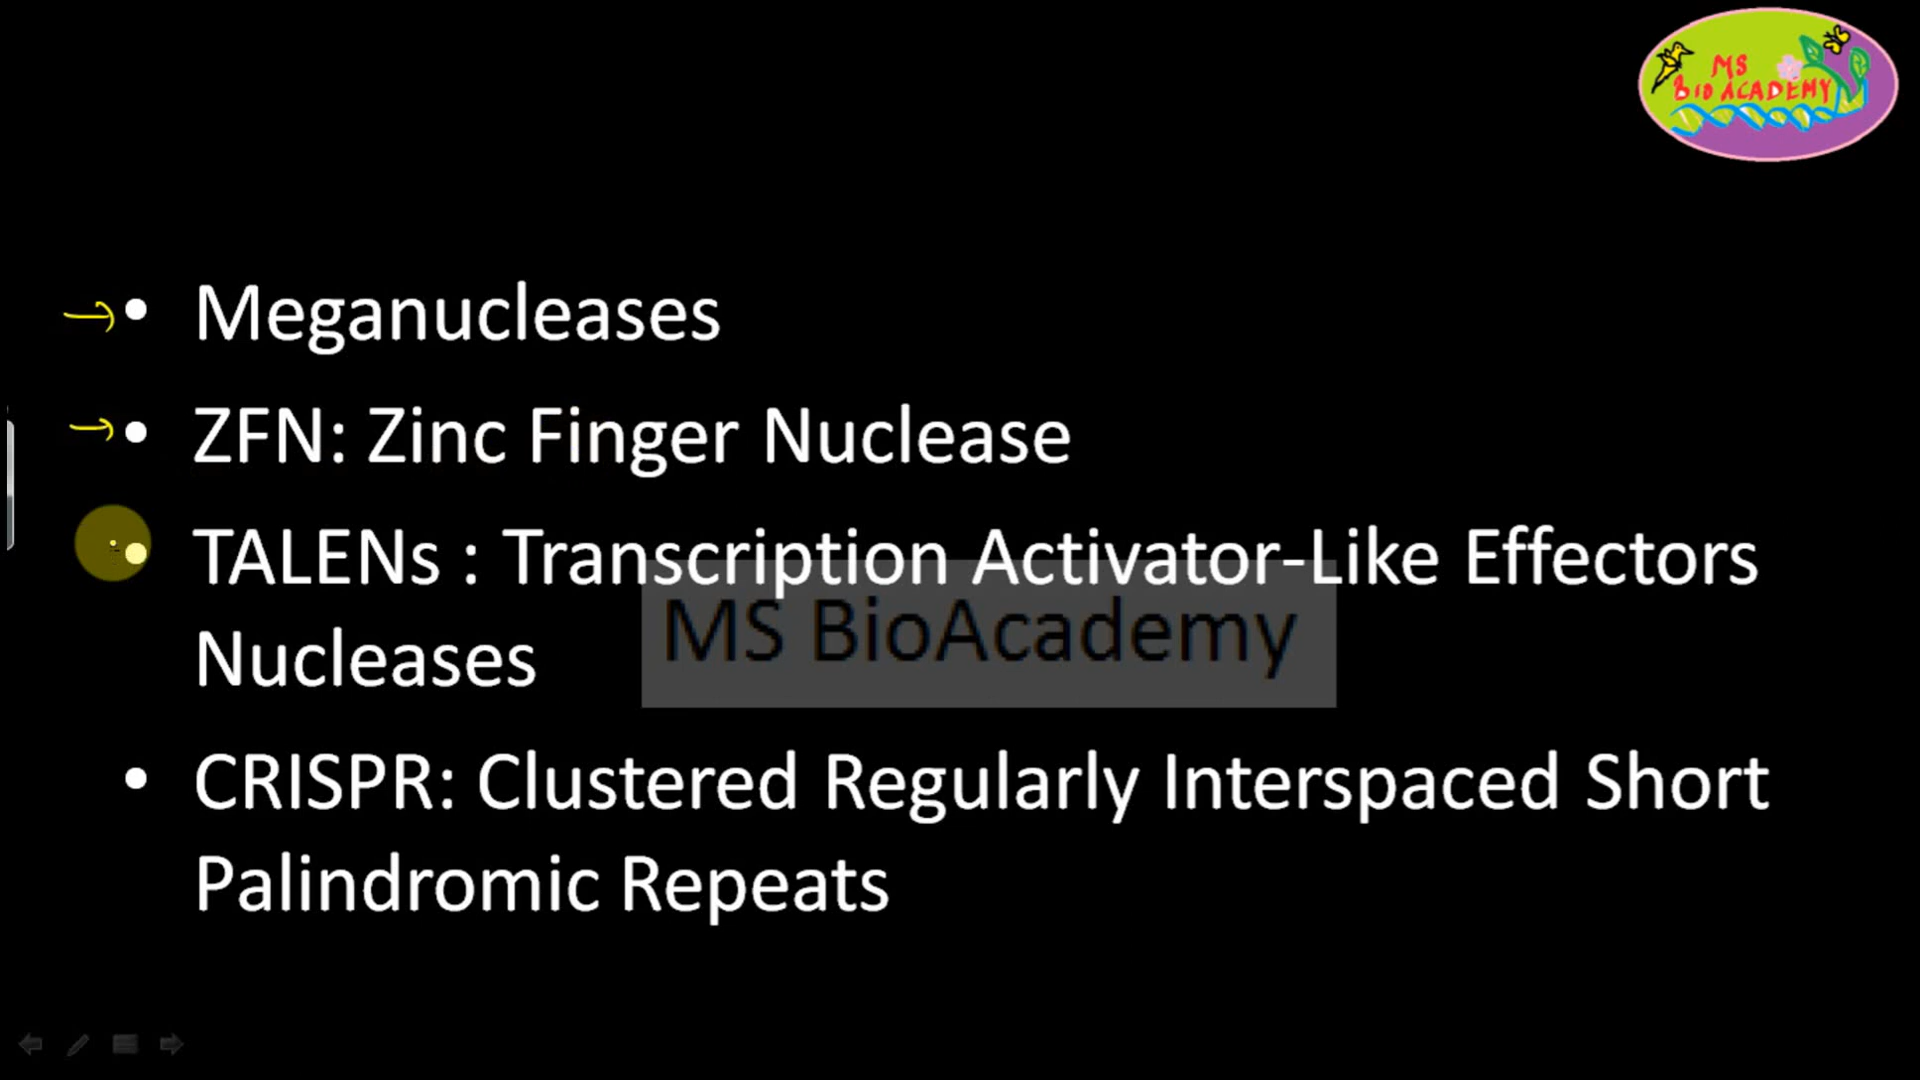 MS
BIO ACADEMY
• Meganucleases
• ZFN: Zinc Finger Nuclease
• TALENs : Transcription Activator-Like Effectors
Nucleases
MS BioAcademy
• CRISPR: Clustered Regularly Interspaced Short
Palindromic Repeats